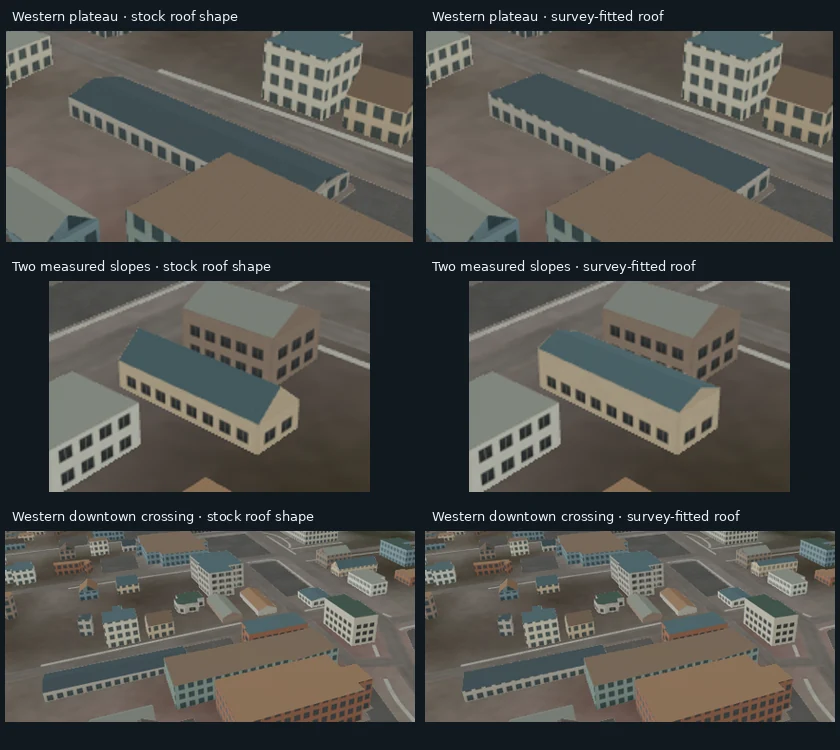 Western plateau · stock roof shape
Western plateau · survey-fitted roof
Two measured slopes · stock roof shape
Two measured slopes · survey-fitted roof
Western downtown crossing · stock roof shape
Western downtown crossing · survey-fitted roof